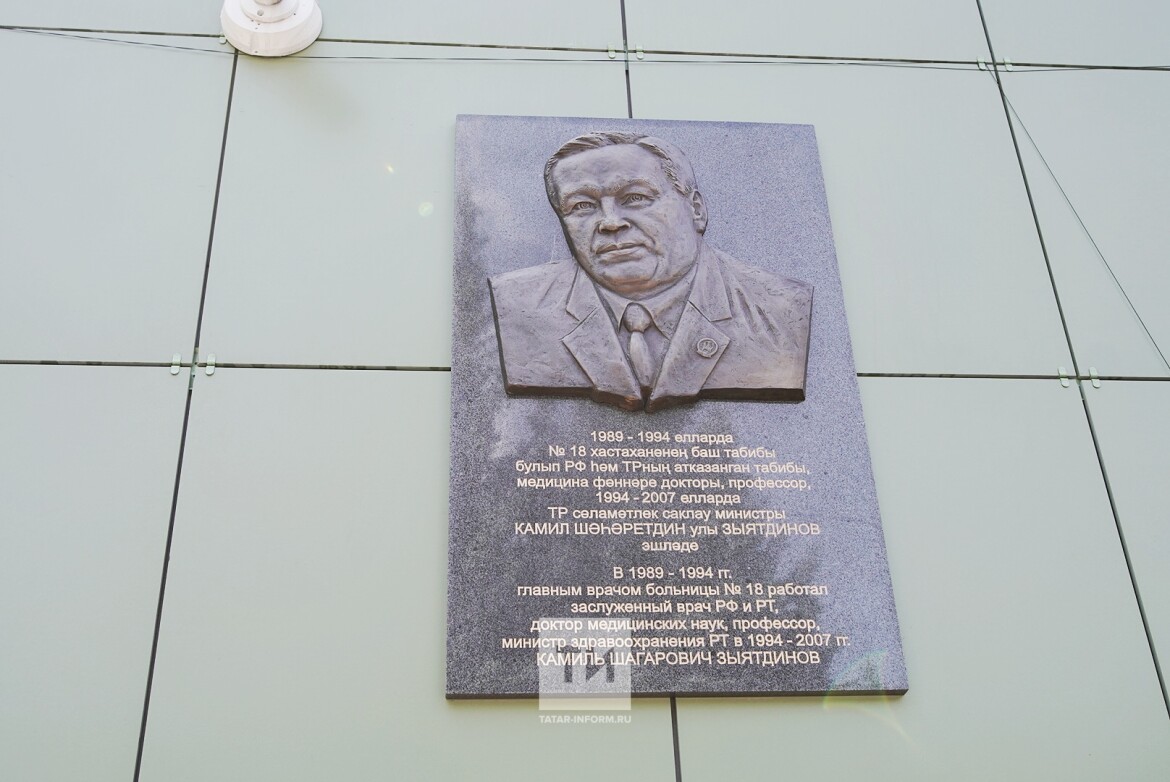 1989 - 1994 елларда
№ 18 хастаханәнең баш табибы
булып РФ һәм ТРның атказанган табибы,
медицина фәннәре докторы, профессор,
1994 - 2007 елларда
ТР сәламәтлек саклау министры
КАМИЛ ШӘҺӘРЕТДИН улы ЗЫЯТДИНОВ
эшләде
В 1989 - 1994 гг.
главным врачом больницы № 18 работал
заслуженный врач РФ и РТ,
доктор медицинских наук, профессор,
министр здравоохранения РТ в 1994 - 2007 гг.
КАМИЛЬ ШАГАРОВИЧ ЗЫЯТДИНОВ
ТИ
TATAR-INFORM.RU